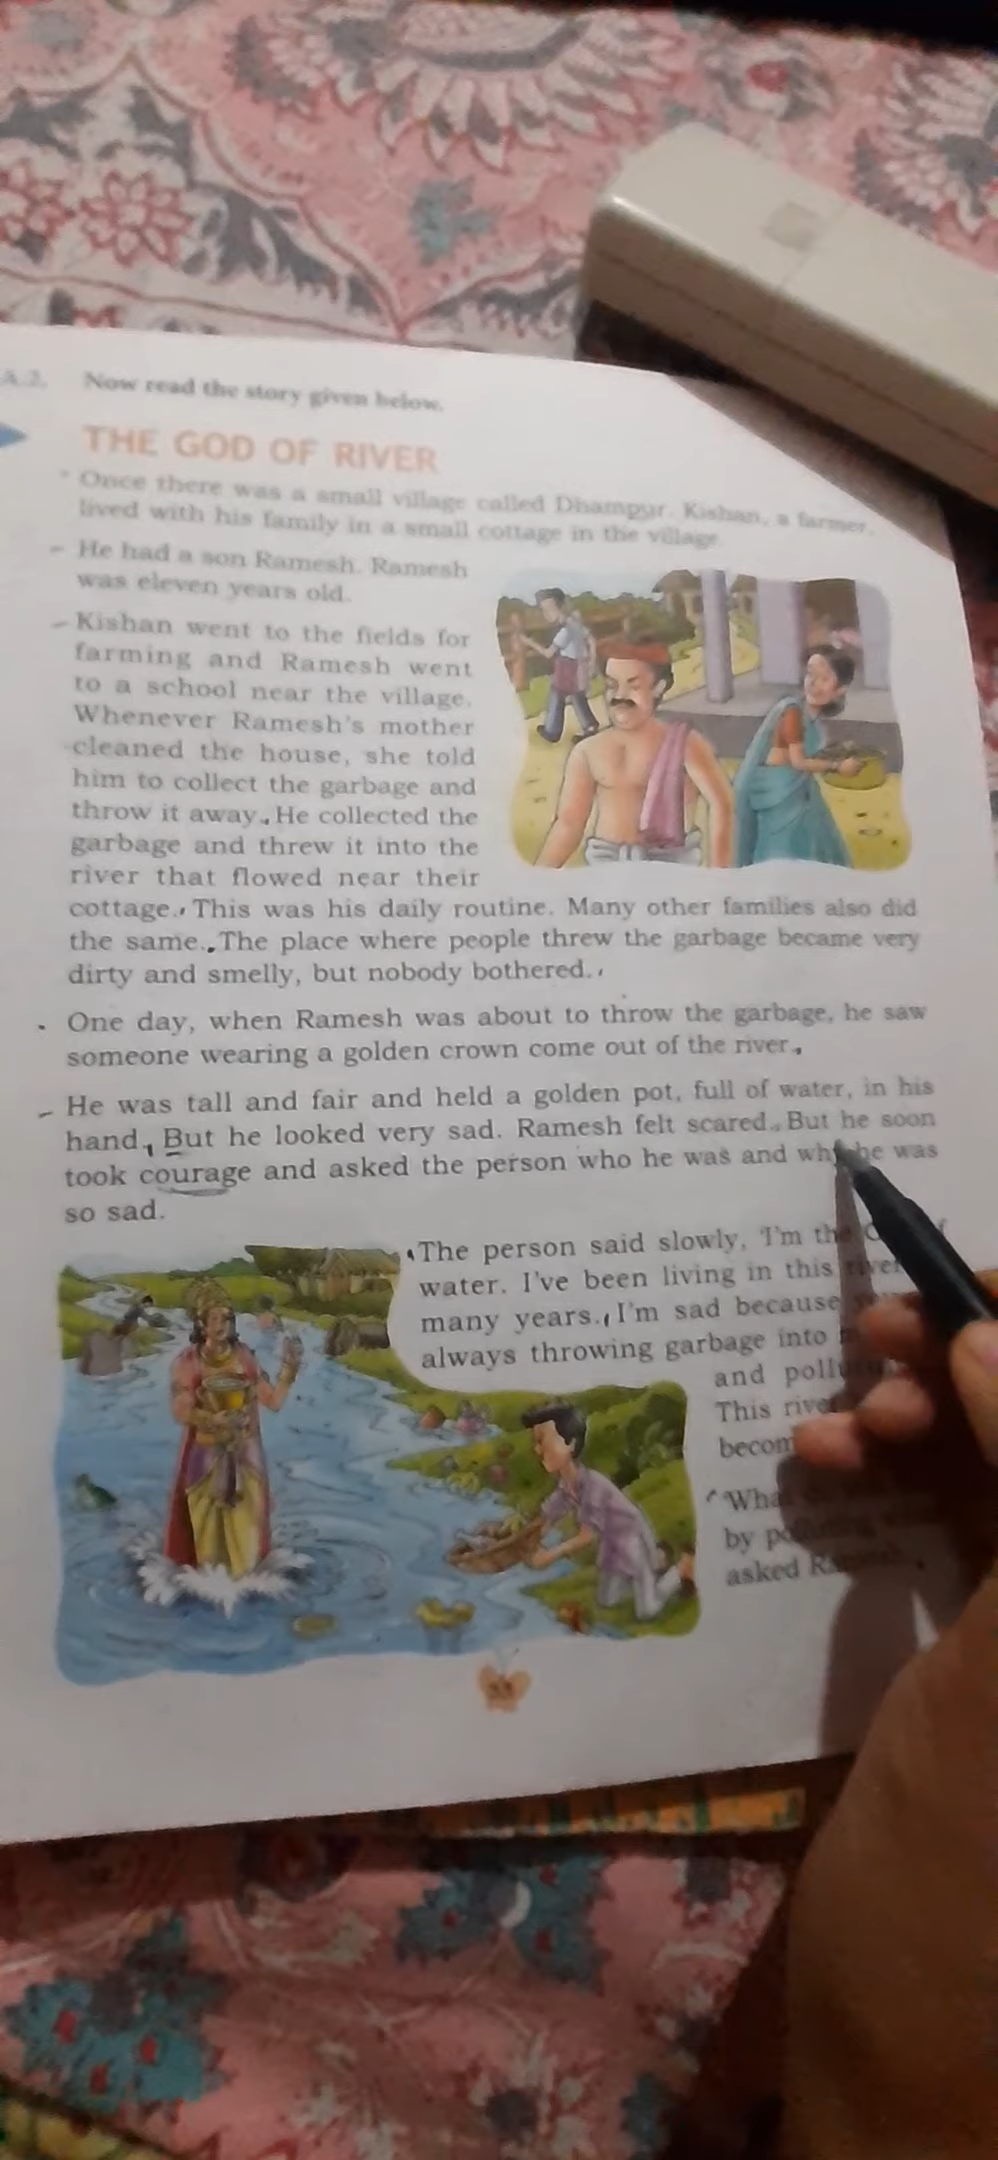 A.2. Now read the story given below.
THE GOD OF RIVER
Once there was a small village called Dhampur. Kishan, a farmer,
lived with his family in a small cottage in the village.
He had a son Ramesh. Ramesh
was eleven years old.
Kishan went to the fields for
farming and Ramesh went
to a school near the village.
Whenever Ramesh's mother
cleaned the house, she told
him to collect the garbage and
throw it away. He collected the
garbage and threw it into the
river that flowed near their
cottage. This was his daily routine. Many other families also did
the same. The place where people threw the garbage became very
dirty and smelly, but nobody bothered.
One day, when Ramesh was about to throw the garbage, he saw
someone wearing a golden crown come out of the river.
He was tall and fair and held a golden pot, full of water, in his
hand. But he looked very sad. Ramesh felt scared. But he soon
took courage and asked the person who he was and why he was
so sad.
The person said slowly, 'I'm the
water. I've been living in this river
many years. I'm sad because
always throwing garbage into
and
This river
'What
by
asked Ramesh.
33